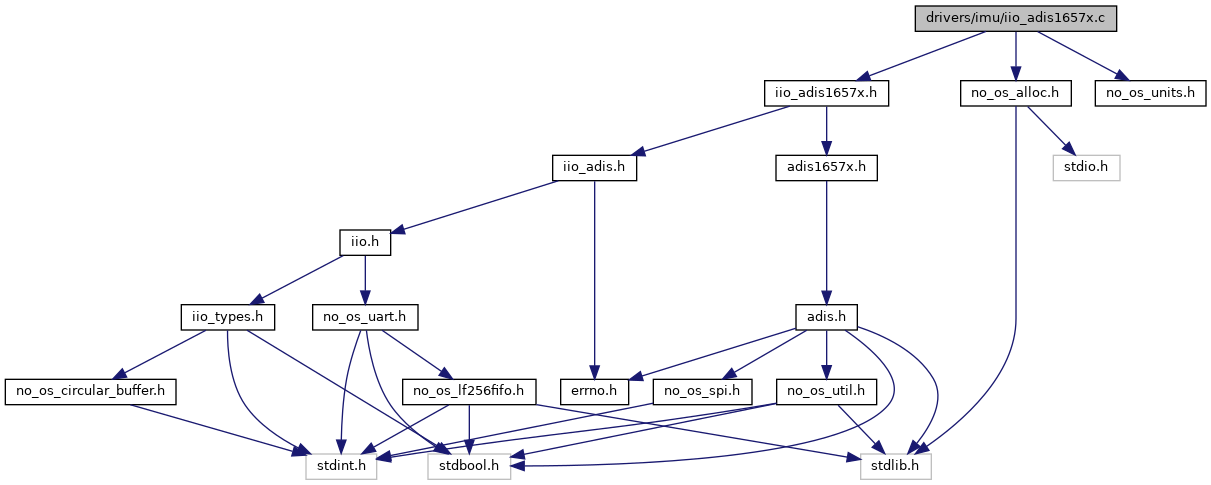 drivers/imu/iio_adis1657x.c
iio_adis1657x.h
no_os_alloc.h
no_os_units.h
iio_adis.h
adis1657x.h
stdio.h
iio.h
iio_types.h
no_os_uart.h
adis.h
no_os_circular_buffer.h
no_os_lf256fifo.h
errno.h
no_os_spi.h
no_os_util.h
stdint.h
stdbool.h
stdlib.h